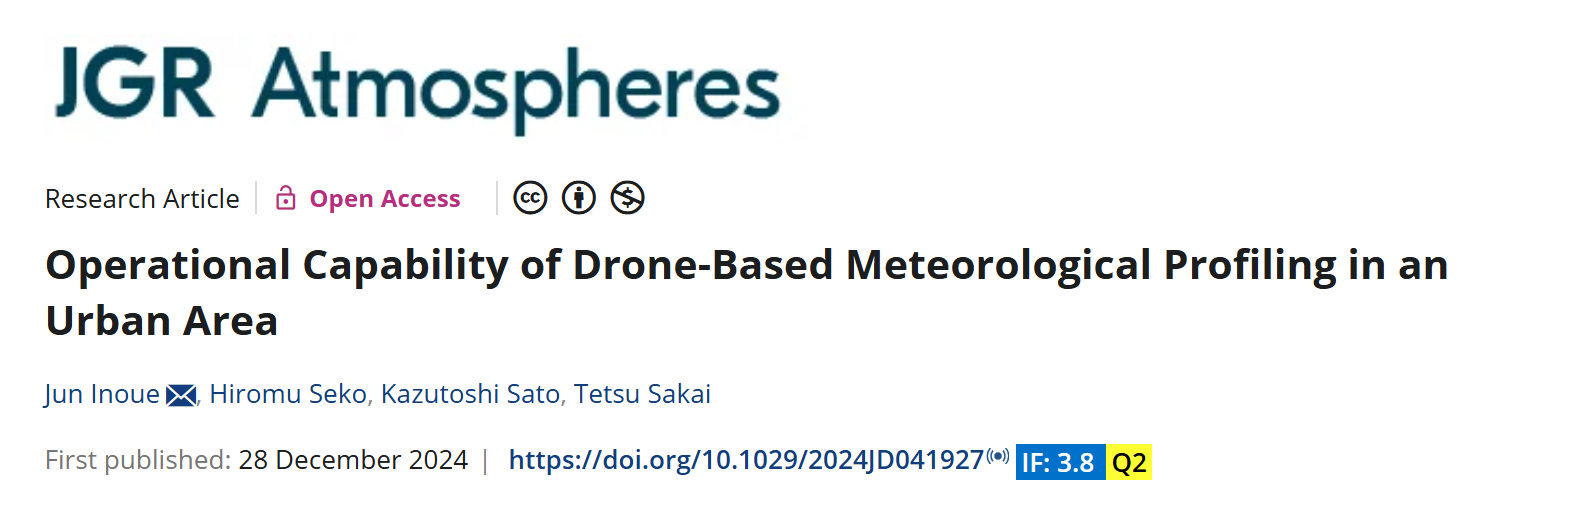 JGR Atmospheres
Research Article Open Access cc
Operational Capability of Drone-Based Meteorological Profiling in an
Urban Area
Jun Inoue, Hiromu Seko, Kazutoshi Sato, Tetsu Sakai
First published: 28 December 2024 | https://doi.org/10.1029/2024JD041927 IF: 3.8 Q2